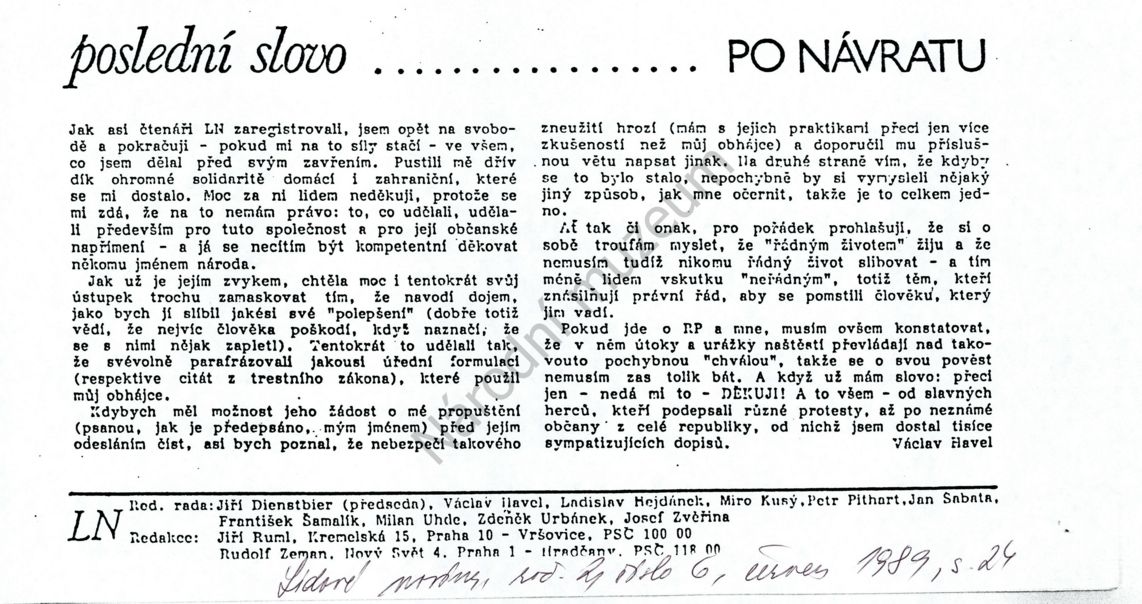 poslední slovo .................. PO NÁVRATU
Jak asi čtenáři LN zaregistrovali, jsem opět na svobo-
dě a pokračuji - pokud mi na to síly stačí - ve všem,
co jsem dělal před svým zavřením. Pustili mě dřív
dík ohromné solidaritě domácí i zahraniční, které
se mi dostalo. Moc za ni lidem neděkuji, protože se
mi zdá, že na to nemám právo: to, co udělali, uděla-
li především pro tuto společnost a pro její občanské
napřímení - a já se necítím být kompetentní děkovat
někomu jménem národa.
Jak už je jejím zvykem, chtěla moc i tentokrát svůj
ústupek trochu zamaskovat tím, že navodí dojem,
jako bych jí slíbil jakési své "polepšení" (dobře totiž
vědí, že nejvíc člověka poškodí, když naznačí, že
se s nimi nějak zapletl). Tentokrát to udělali tak,
že svévolně parafrázovali jakousi úřední formulaci
(respektive citát z trestního zákona), které použil
můj obhájce.
Kdybych měl možnost jeho žádost o mé propuštění
(psanou, jak je předepsáno, mým jménem) před jejím
odesláním číst, asi bych poznal, že nebezpečí takového
zneužití hrozí (mám s jejich praktikami přeci jen více
zkušeností než můj obhájce) a doporučil mu přísluš-
nou větu napsat jinak. Na druhé straně vím, že kdyby
se to bylo stalo, nepochybně by si vymysleli nějaký
jiný způsob, jak mne očernit, takže je to celkem jed-
no.
Ať tak či onak, pro pořádek prohlašuji, že si o
sobě troufám myslet, že "řádným životem" žiju a že
nemusím tudíž nikomu řádný život slibovat - a tím
méně lidem vskutku "neřádným", totiž těm, kteří
znásilňují právní řád, aby se pomstili člověku, který
jim vadí.
Pokud jde o RP a mne, musím ovšem konstatovat,
že v něm útoky a urážky naštěstí převládají nad tako-
vouto pochybnou "chválou", takže se o svou pověst
nemusím zas tolik bát. A když už mám slovo: přeci
jen - nedá mi to - DĚKUJI! A to všem - od slavných
herců, kteří podepsali různé protesty, až po neznámé
občany z celé republiky, od nichž jsem dostal tisíce
sympatizujících dopisů. Václav Havel
Národní muzeum
LN
Red. rada: Jiří Dienstbier (předseda), Václav Havel, Ladislav Hejdánek, Miro Kusý, Petr Pithart, Jan Šabata,
František Šamalík, Milan Uhde, Zdeněk Urbánek, Josef Zvěřina
Redakce: Jiří Ruml, Kremelská 15, Praha 10 - Vršovice, PSČ 100 00
Rudolf Zeman, Nový Svět 4, Praha 1 - Hradčany, PSČ 118 00
Lidové noviny, roč. 2, číslo 6, červen 1989, s. 24